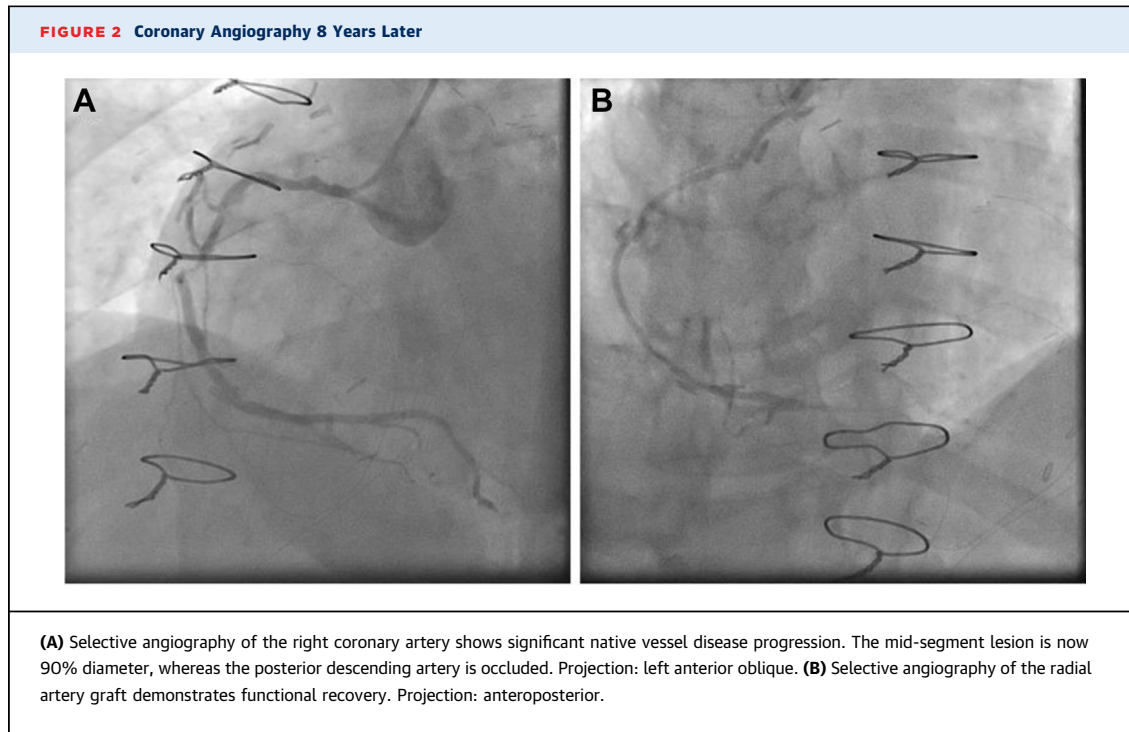 FIGURE 2 Coronary Angiography 8 Years Later
A
B
(A) Selective angiography of the right coronary artery shows significant native vessel disease progression. The mid-segment lesion is now
90% diameter, whereas the posterior descending artery is occluded. Projection: left anterior oblique. (B) Selective angiography of the radial
artery graft demonstrates functional recovery. Projection: anteroposterior.